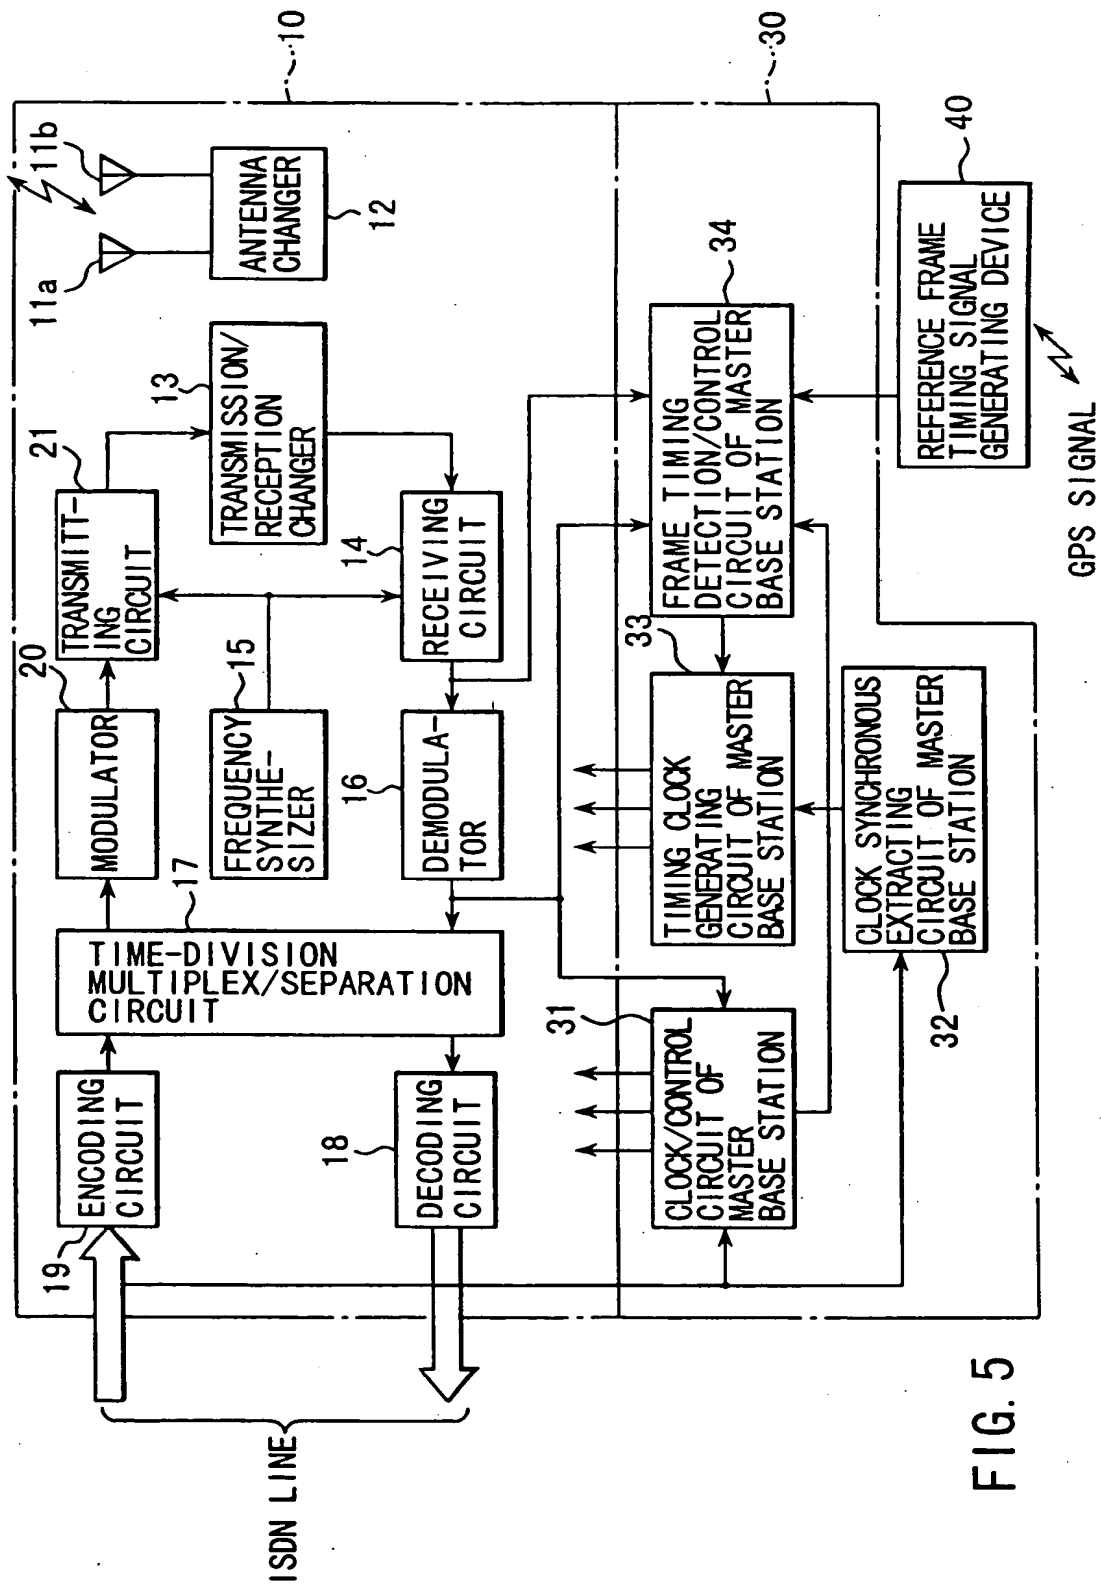 10
11b
11a
ANTENNA
CHANGER
12
13
TRANSMISSION/
RECEPTION
CHANGER
21
TRANSMITT-
ING
CIRCUIT
14
RECEIVING
CIRCUIT
20
MODULATOR
15
FREQUENCY
SYNTHE-
SIZER
16
DEMODULA-
TOR
17
TIME-DIVISION
MULTIPLEX/SEPARATION
CIRCUIT
19
ENCODING
CIRCUIT
18
DECODING
CIRCUIT
ISDN LINE
30
34
FRAME TIMING
DETECTION/CONTROL
CIRCUIT OF MASTER
BASE STATION
33
TIMING CLOCK
GENERATING
CIRCUIT OF MASTER
BASE STATION
31
CLOCK/CONTROL
CIRCUIT OF
MASTER
BASE STATION
CLOCK SYNCHRONOUS
EXTRACTING
CIRCUIT OF MASTER
BASE STATION
32
40
REFERENCE FRAME
TIMING SIGNAL
GENERATING DEVICE
GPS SIGNAL
FIG. 5